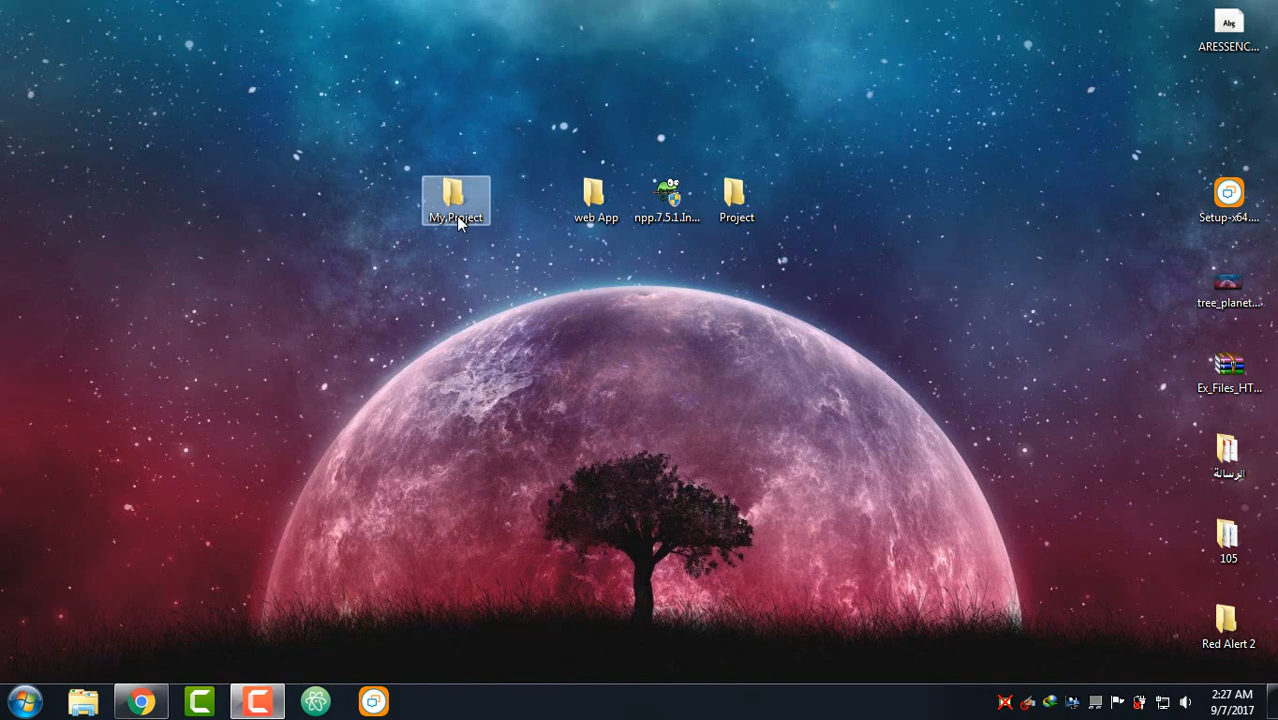 Abg
ARESSENC...
My Project
web App
npp.7.5.1.In...
Project
Setup-x64....
tree_planet...
Ex_Files_HT...
الرسالة
105
Red Alert 2
2:27 AM
9/7/2017